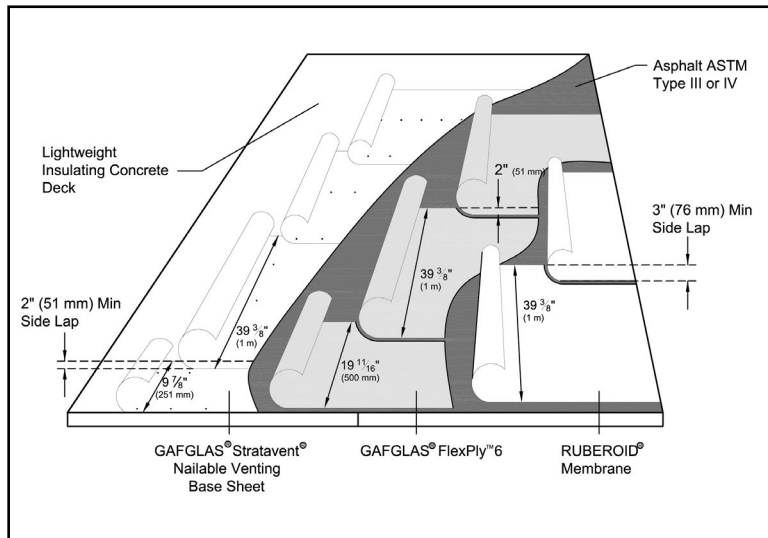 Asphalt ASTM
Type III or IV
Lightweight
Insulating Concrete
Deck
2" (51 mm)
3" (76 mm) Min
Side Lap
39 3/8"
(1 m)
39 3/8"
(1 m)
2" (51 mm) Min
Side Lap
39 3/8"
(1 m)
19 11/16"
(500 mm)
9 7/8"
(251 mm)
GAFGLAS® Stratavent®
Nailable Venting
Base Sheet
GAFGLAS® FlexPly™6
RUBEROID®
Membrane